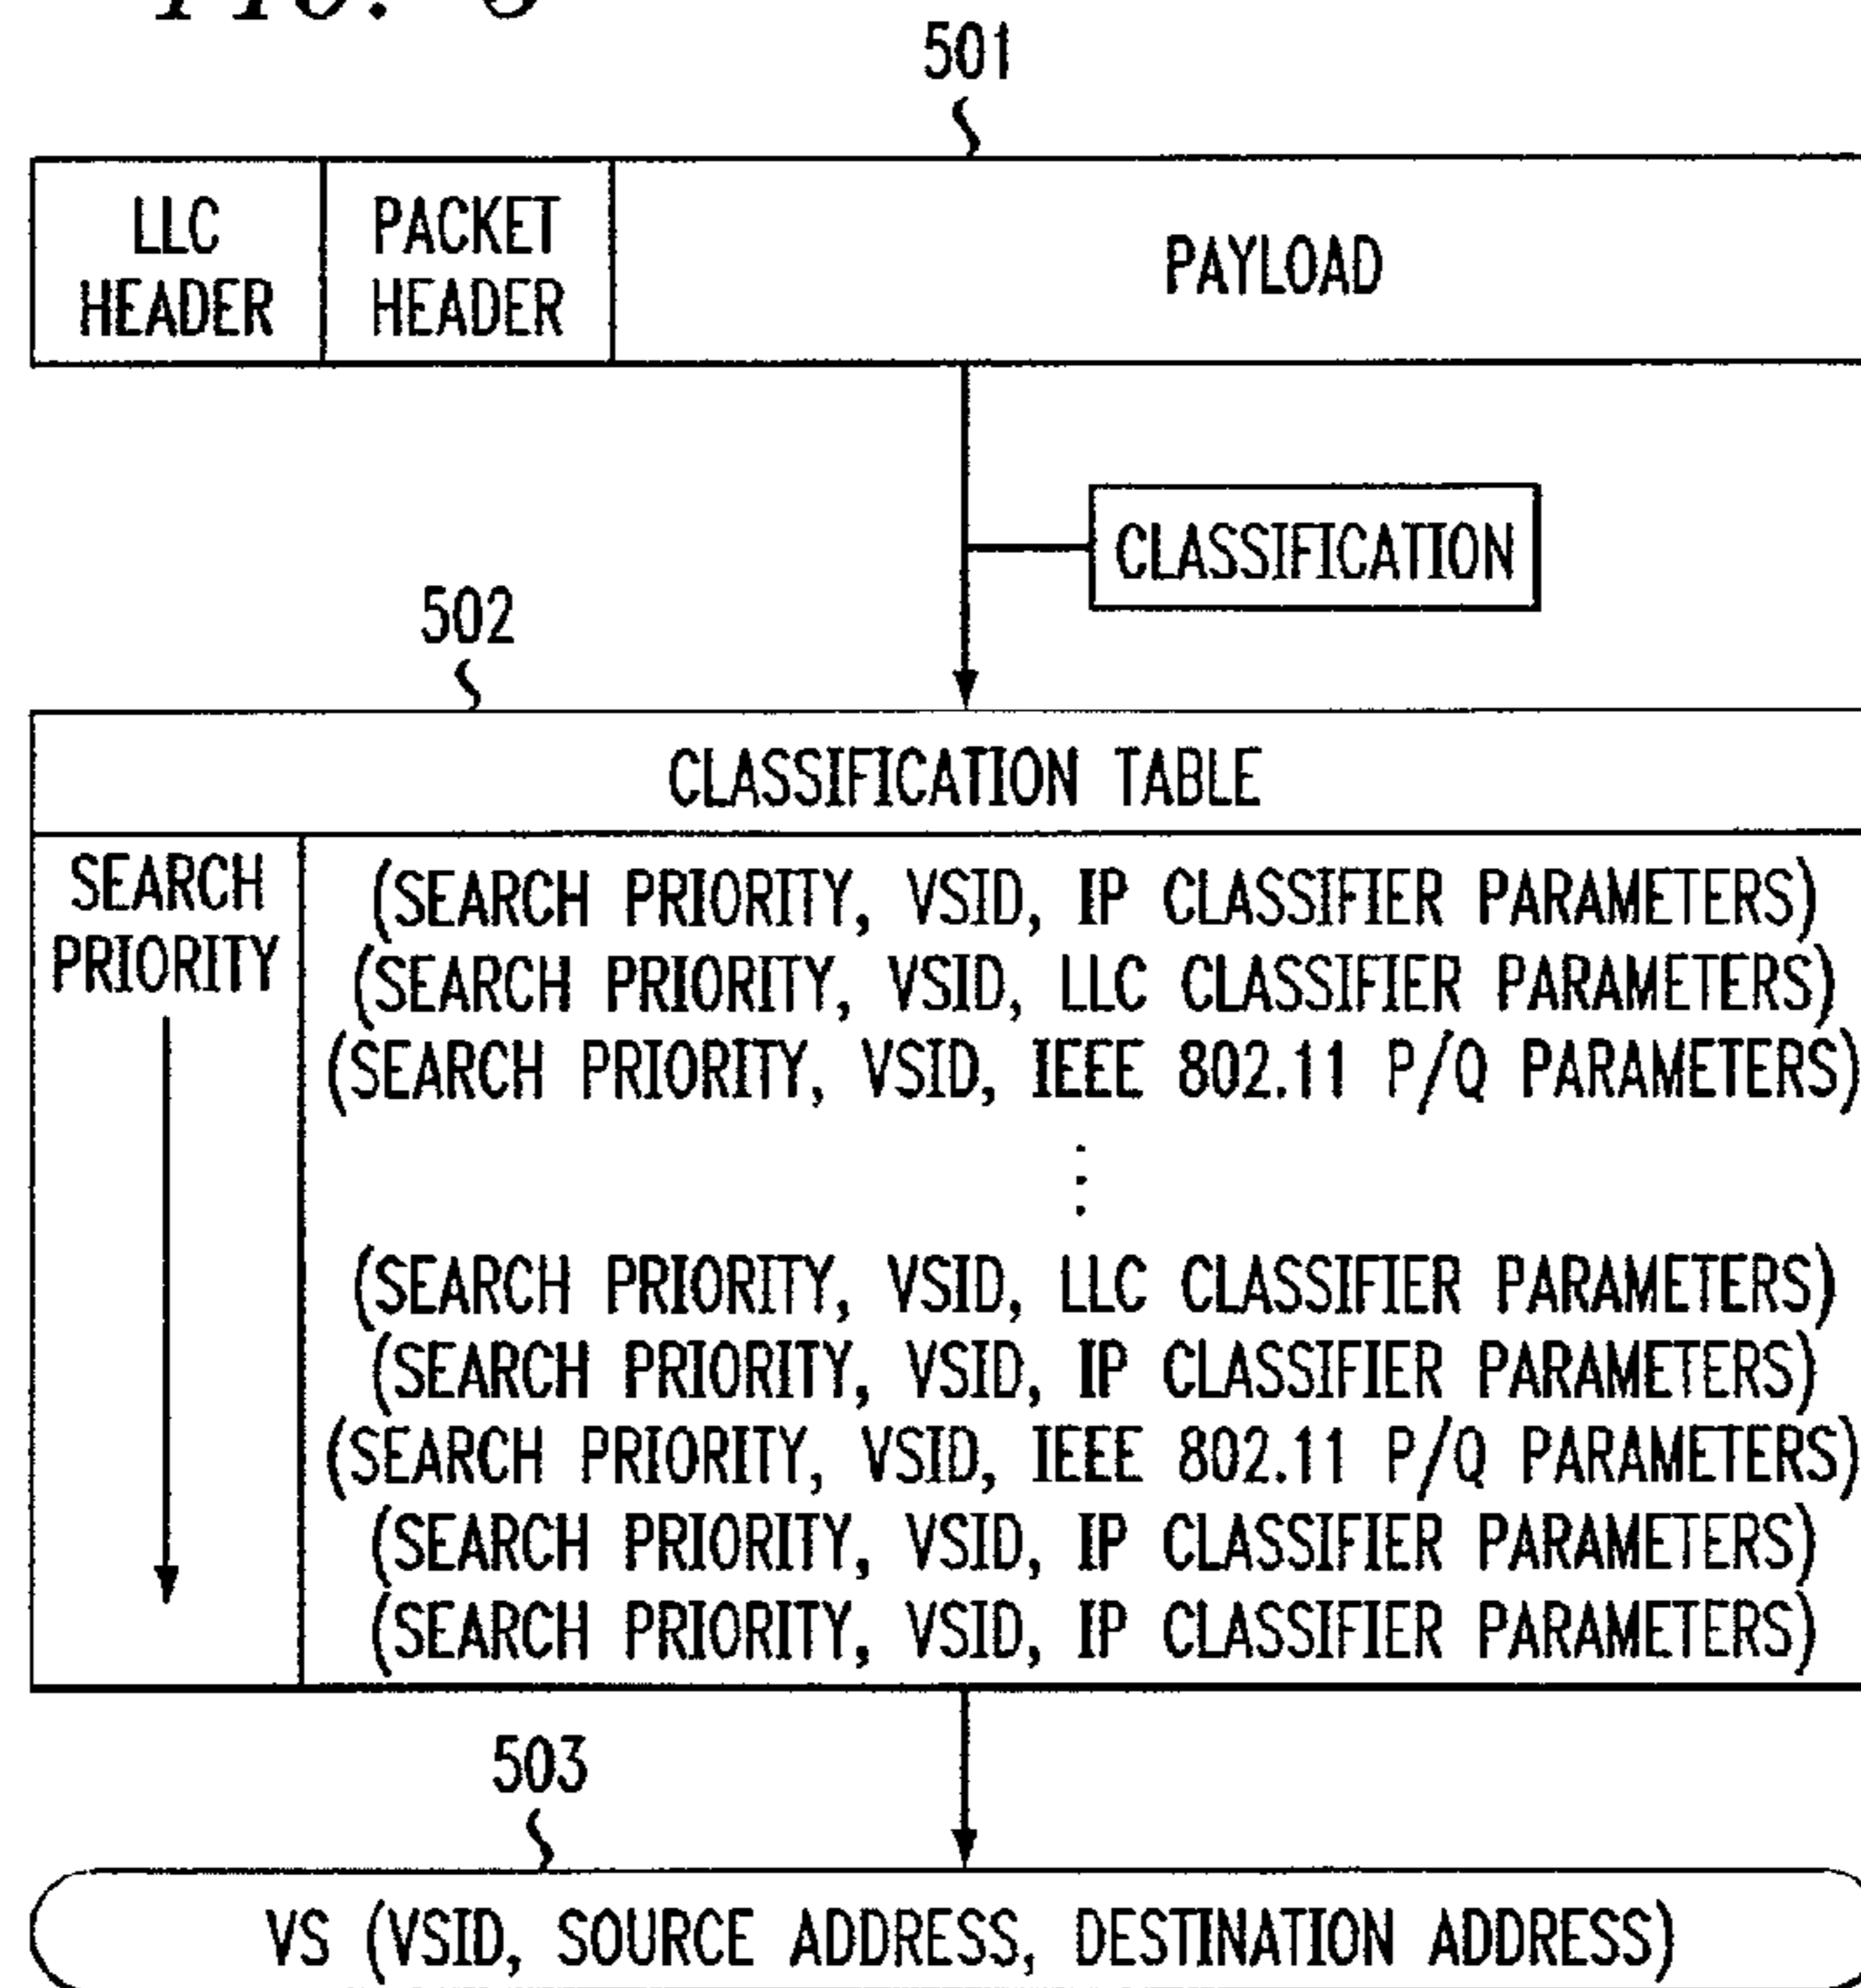 FIG. 5
501
LLC HEADER
PACKET HEADER
PAYLOAD
CLASSIFICATION
502
CLASSIFICATION TABLE
SEARCH PRIORITY
(SEARCH PRIORITY, VSID, IP CLASSIFIER PARAMETERS)
(SEARCH PRIORITY, VSID, LLC CLASSIFIER PARAMETERS)
(SEARCH PRIORITY, VSID, IEEE 802.11 P/Q PARAMETERS)
⋮
(SEARCH PRIORITY, VSID, LLC CLASSIFIER PARAMETERS)
(SEARCH PRIORITY, VSID, IP CLASSIFIER PARAMETERS)
(SEARCH PRIORITY, VSID, IEEE 802.11 P/Q PARAMETERS)
(SEARCH PRIORITY, VSID, IP CLASSIFIER PARAMETERS)
(SEARCH PRIORITY, VSID, IP CLASSIFIER PARAMETERS)
503
VS (VSID, SOURCE ADDRESS, DESTINATION ADDRESS)